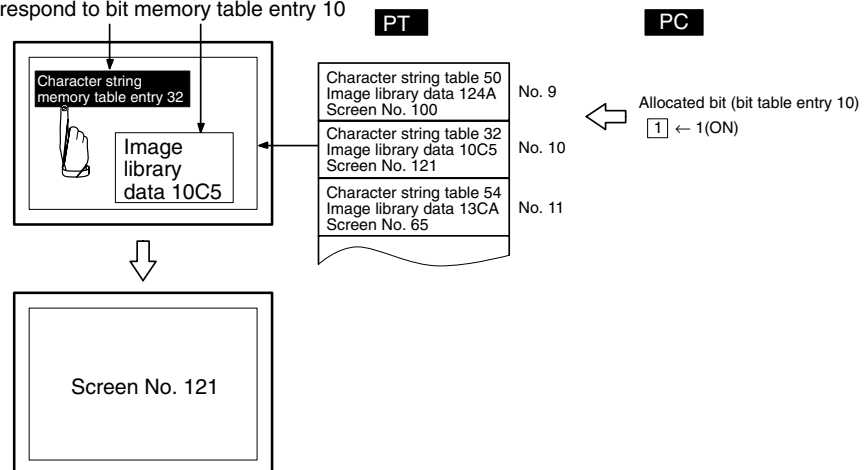 respond to bit memory table entry 10
PT
PC
Character string
memory table entry 32
Image
library
data 10C5
Character string table 50
Image library data 124A
Screen No. 100
No. 9
Character string table 32
Image library data 10C5
Screen No. 121
No. 10
Character string table 54
Image library data 13CA
Screen No. 65
No. 11
Allocated bit (bit table entry 10)
1 ← 1(ON)
Screen No. 121